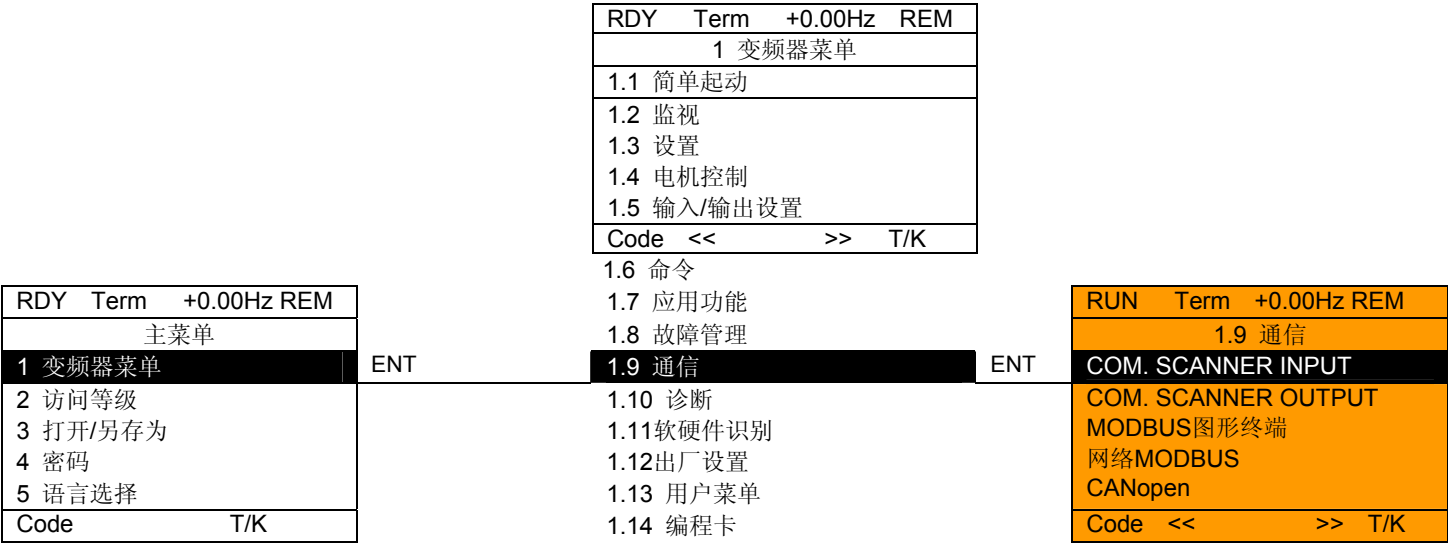 RDY Term +0.00Hz REM
1 变频器菜单
1.1 简单起动
1.2 监视
1.3 设置
1.4 电机控制
1.5 输入/输出设置
Code << >> T/K
1.6 命令
1.7 应用功能
1.8 故障管理
1.9 通信
1.10 诊断
1.11软硬件识别
1.12出厂设置
1.13 用户菜单
1.14 编程卡
RDY Term +0.00Hz REM
主菜单
1 变频器菜单
2 访问等级
3 打开/另存为
4 密码
5 语言选择
Code T/K
ENT
ENT
RUN Term +0.00Hz REM
1.9 通信
COM. SCANNER INPUT
COM. SCANNER OUTPUT
MODBUS图形终端
网络MODBUS
CANopen
Code << >> T/K